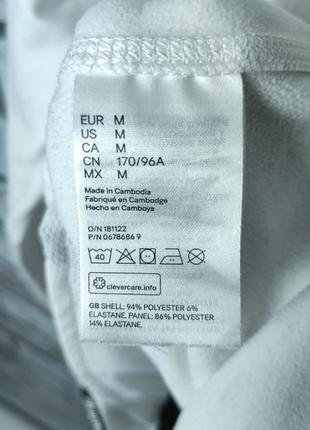 EUR M
US M
CA M
CN 170/96A
MX M
Made in Cambodia
Fabriqué en Cambodge
Hecho en Camboya
O/N 181122
P/N 0678686 9
40
clevercare.info
GB SHELL: 94% POLYESTER 6%
ELASTANE. PANEL: 86% POLYESTER
14% ELASTANE.